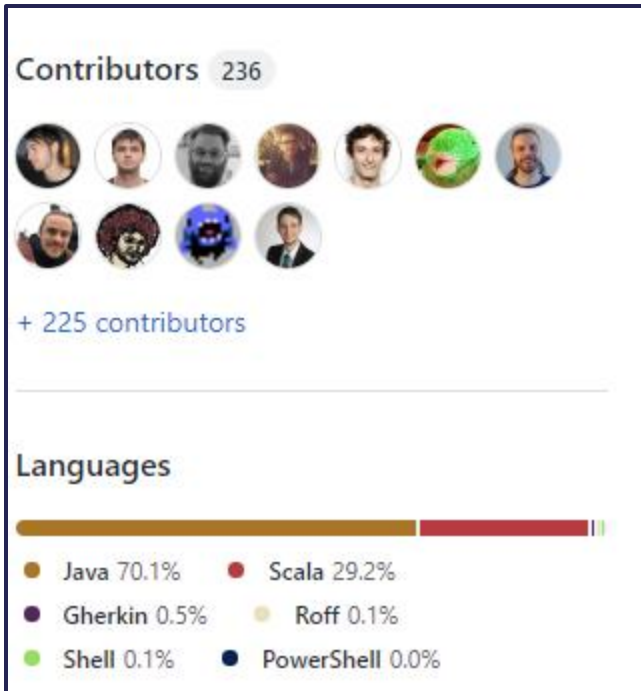 Contributors 236
+ 225 contributors
Languages
Java 70.1% Scala 29.2%
Gherkin 0.5% Roff 0.1%
Shell 0.1% PowerShell 0.0%